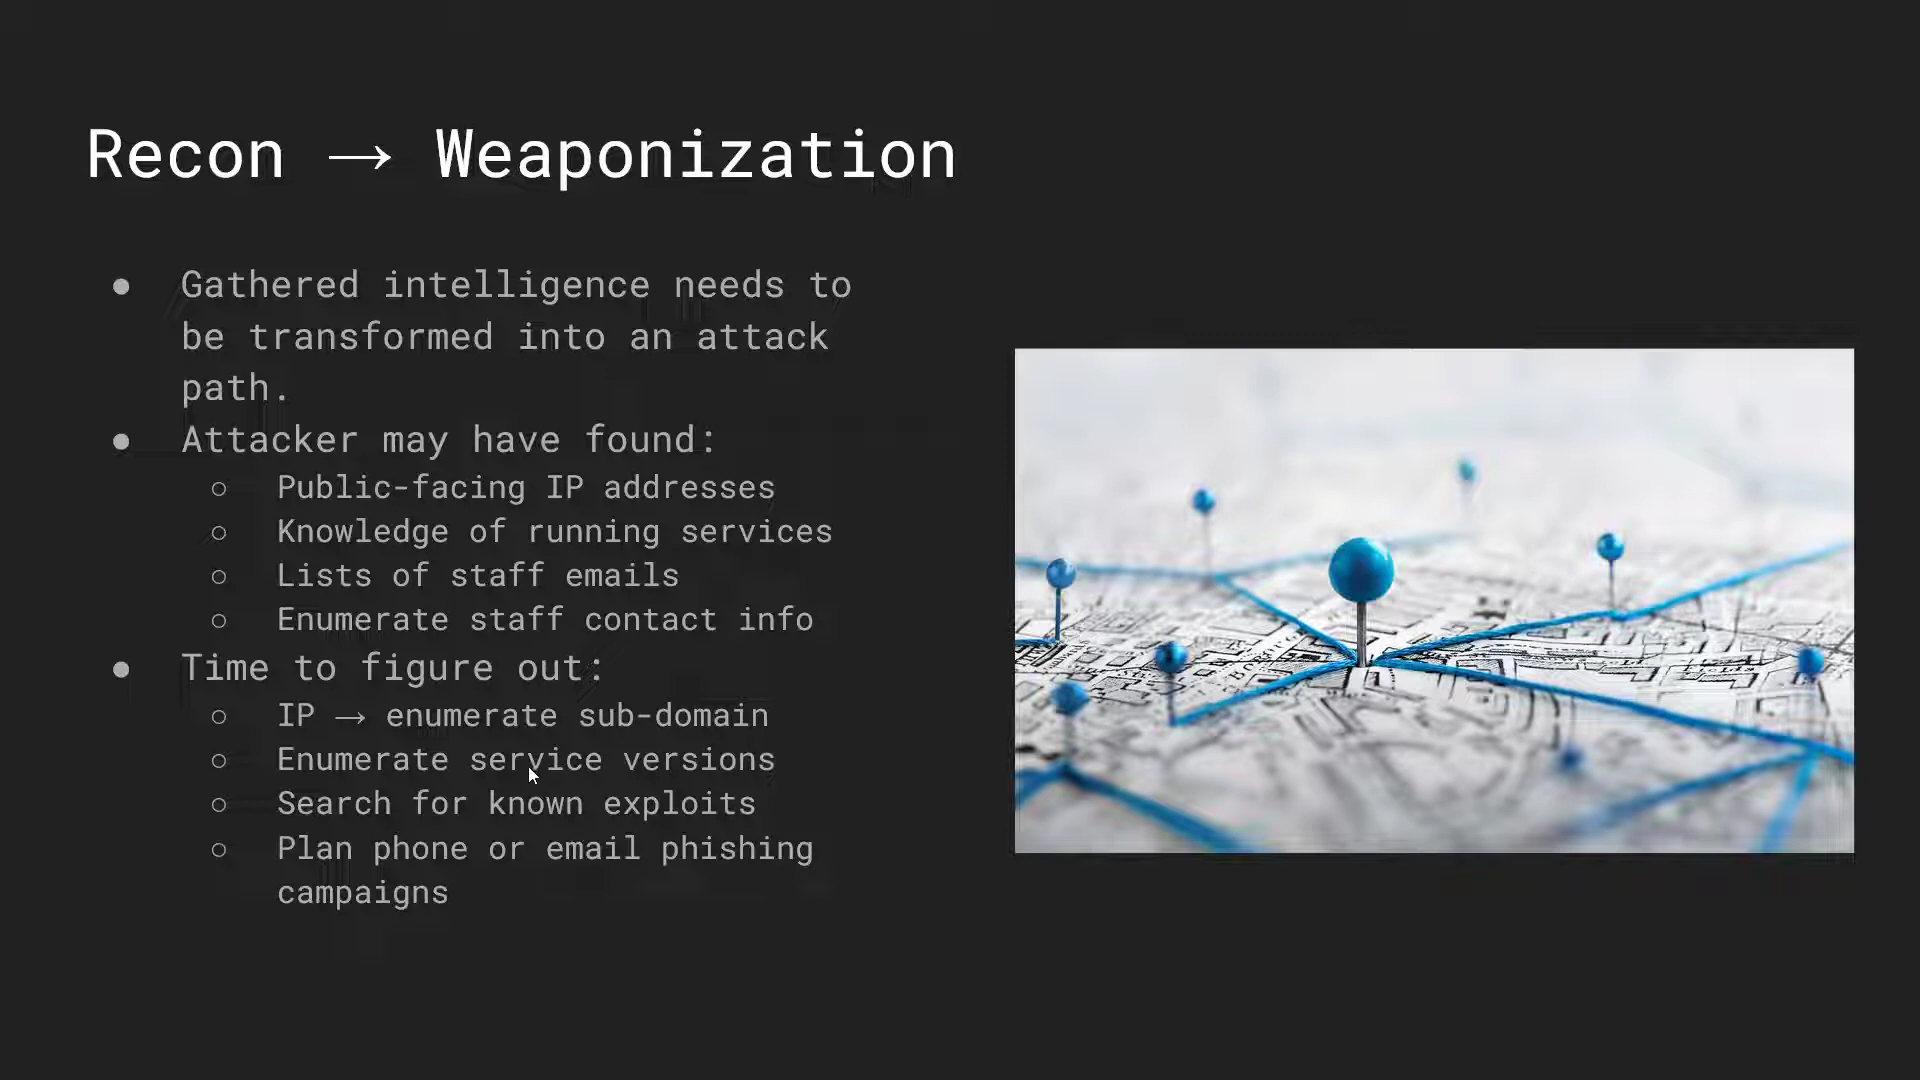 Recon → Weaponization
● Gathered intelligence needs to
be transformed into an attack
path.
● Attacker may have found:
○ Public-facing IP addresses
○ Knowledge of running services
○ Lists of staff emails
○ Enumerate staff contact info
● Time to figure out:
○ IP → enumerate sub-domain
○ Enumerate service versions
○ Search for known exploits
○ Plan phone or email phishing
campaigns